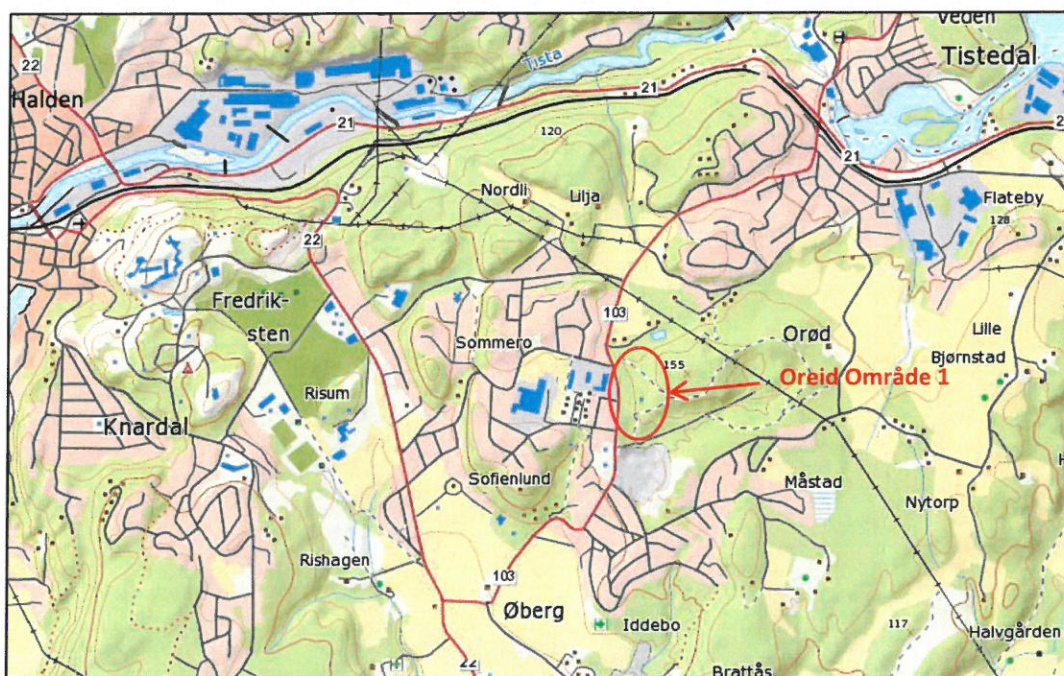 Veden
Tistedal
22
Halden
Tista
21
21
120
21
2
Nordli
Lilja
Flateby
128
22
Fredrik-
sten
103
Sommero
155
Orød
Lille
Bjørnstad
Oreid Område 1
Risum
Knardal
Sofienlund
Måstad
Nytorp
Rishagen
103
Øberg
Iddebo
117
Halvgården
22
Brattås
H